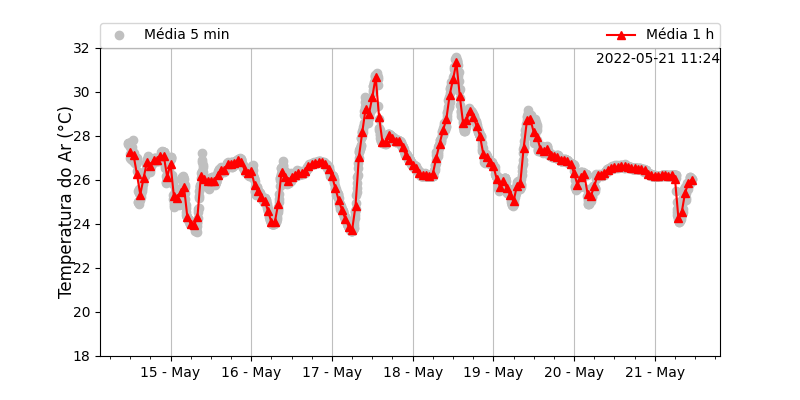 Média 5 min
Média 1 h
2022-05-21 11:24
Temperatura do Ar (°C)
32
30
28
26
24
22
20
18
15 - May
16 - May
17 - May
18 - May
19 - May
20 - May
21 - May